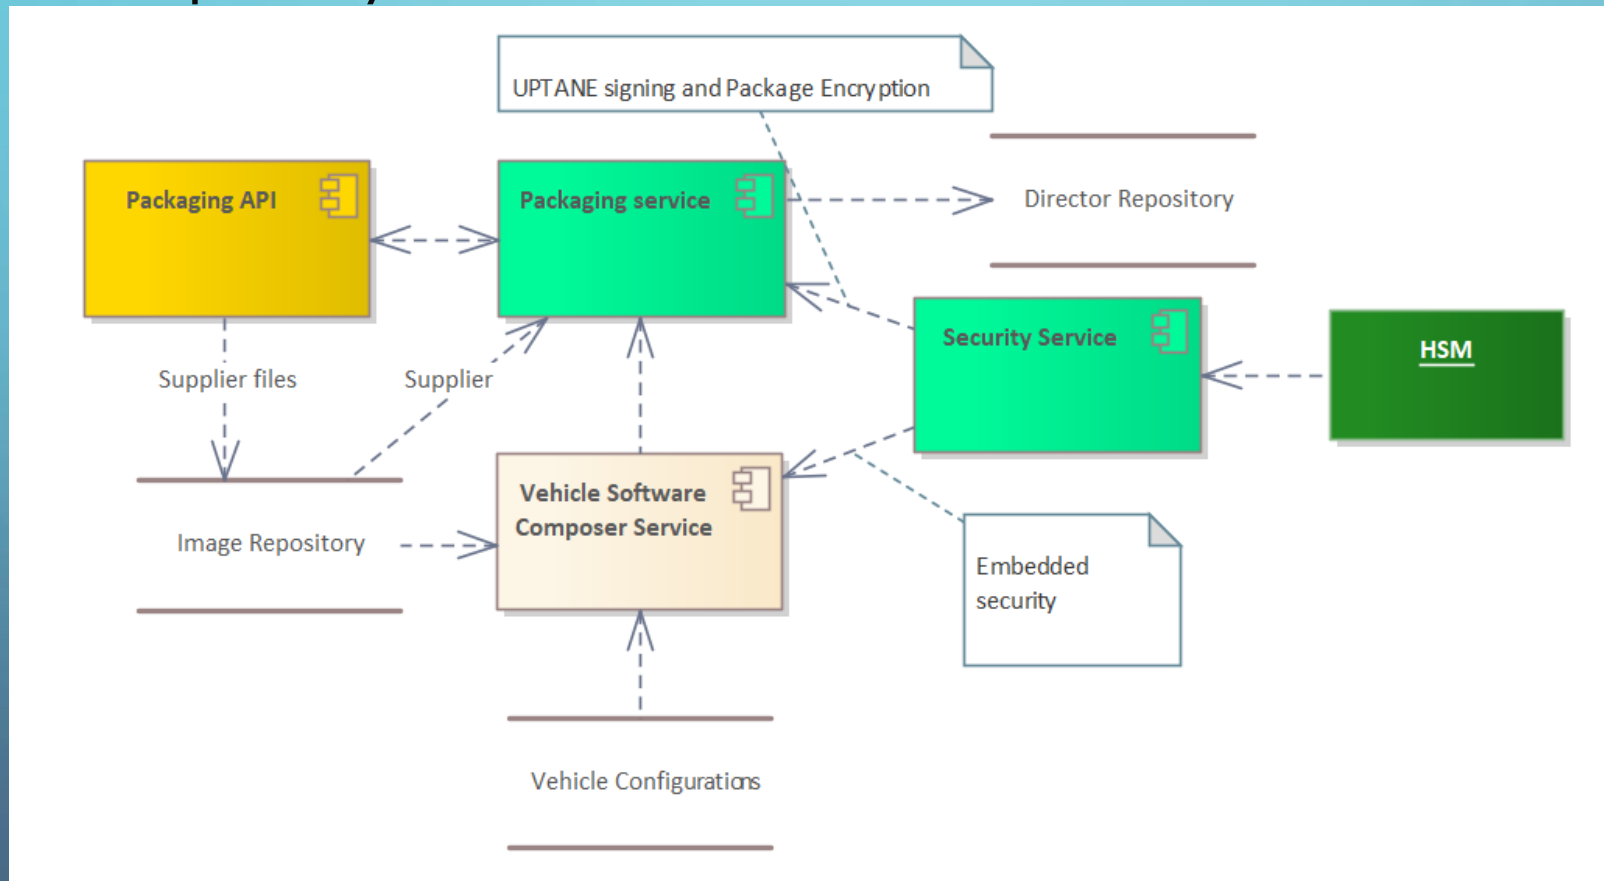 UPTANE signing and Package Encryption
Packaging API
Packaging service
Director Repository
Security Service
HSM
Supplier files
Supplier
Vehicle Software
Composer Service
Image Repository
Embedded
security
Vehicle Configurations